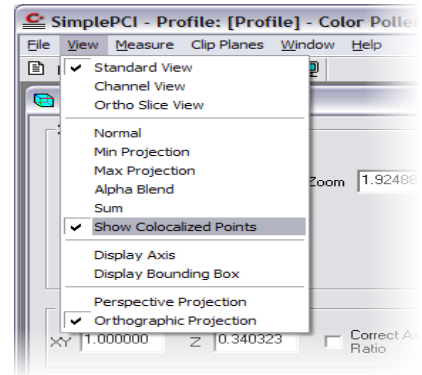 SimplePCI - Profile: [Profile] - Color Poller
File View Measure Clip Planes Window Help
Standard View
Channel View
Ortho Slice View
Normal
Min Projection
Max Projection
Zoom 1.92488
Alpha Blend
Sum
Show Colocalized Points
Display Axis
Display Bounding Box
Perspective Projection
Orthographic Projection
XY 1.000000 Z 0.340323 Correct As
Ratio